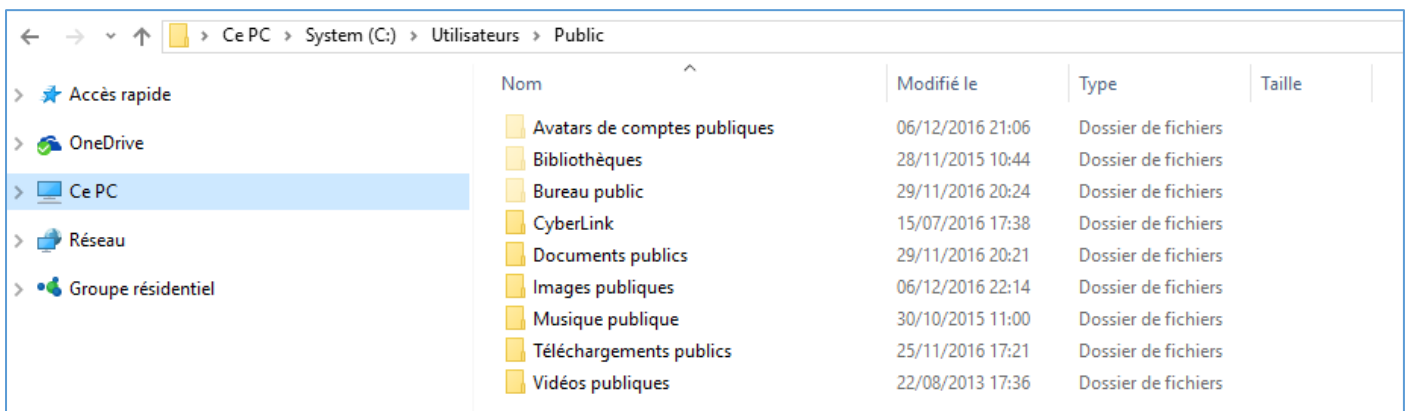 Ce PC > System (C:) > Utilisateurs > Public
Accès rapide
OneDrive
Ce PC
Réseau
Groupe résidentiel
Nom Modifié le Type Taille
Avatars de comptes publiques 06/12/2016 21:06 Dossier de fichiers
Bibliothèques 28/11/2015 10:44 Dossier de fichiers
Bureau public 29/11/2016 20:24 Dossier de fichiers
CyberLink 15/07/2016 17:38 Dossier de fichiers
Documents publics 29/11/2016 20:21 Dossier de fichiers
Images publiques 06/12/2016 22:14 Dossier de fichiers
Musique publique 30/10/2015 11:00 Dossier de fichiers
Téléchargements publics 25/11/2016 17:21 Dossier de fichiers
Vidéos publiques 22/08/2013 17:36 Dossier de fichiers